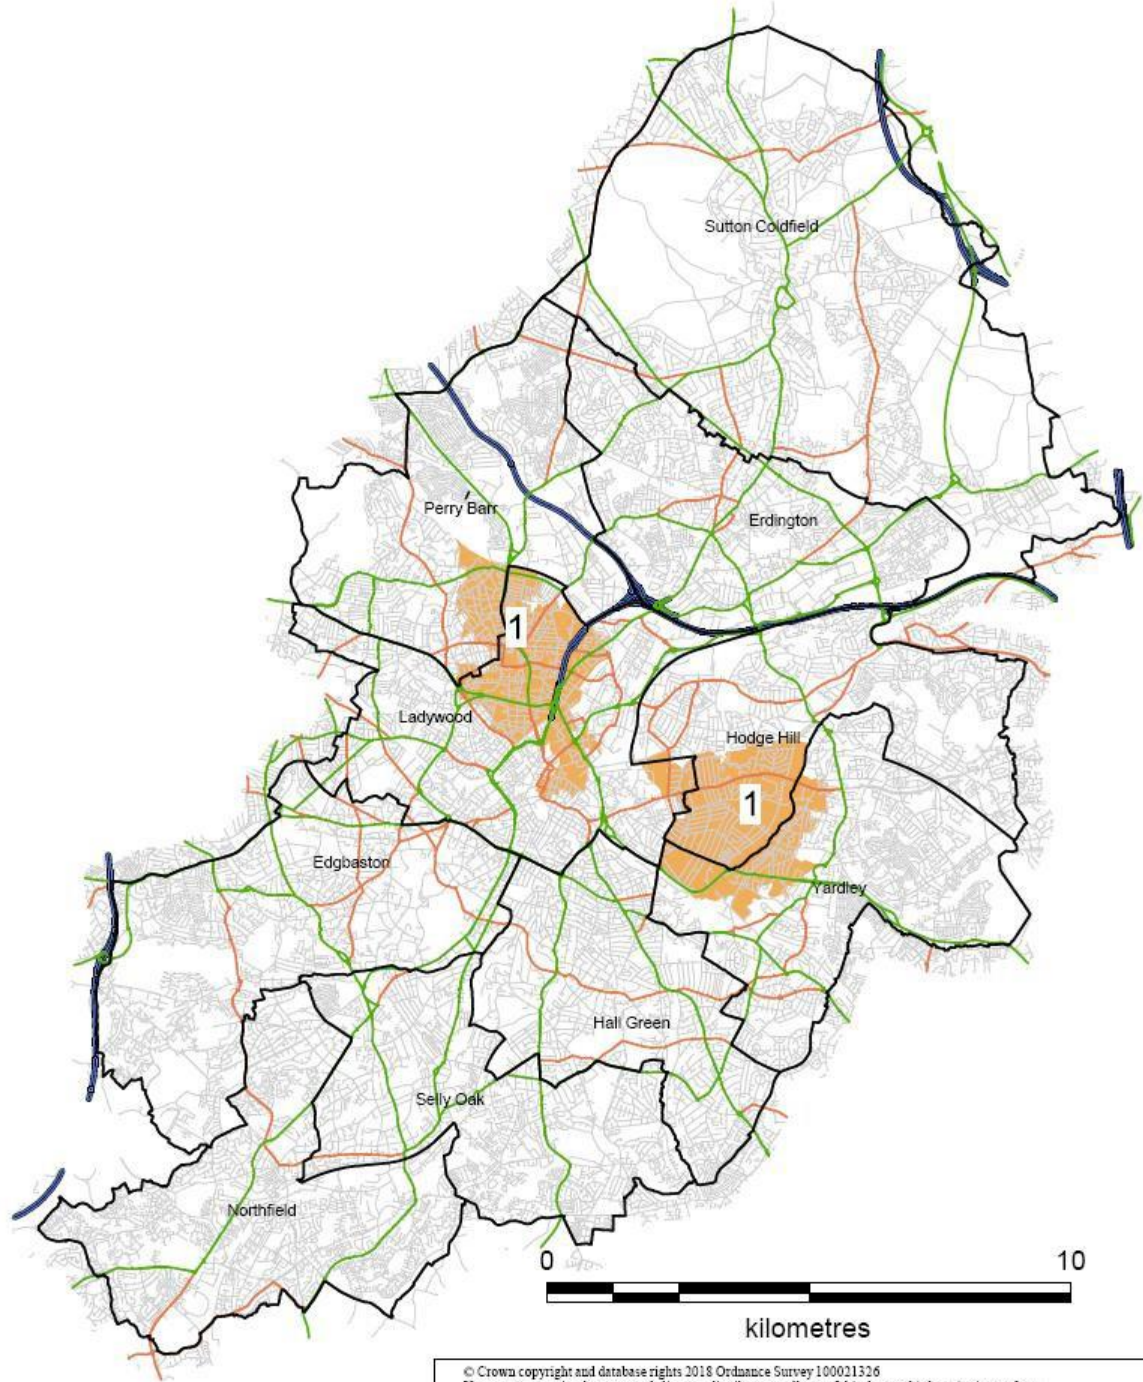 Sutton Coldfield
Perry Barr
Erdington
1
Ladywood
Hodge Hill
1
Edgbaston
Yardley
Hall Green
Selly Oak
Northfield
0 10
kilometres
© Crown copyright and database rights 2018 Ordnance Survey 100021326